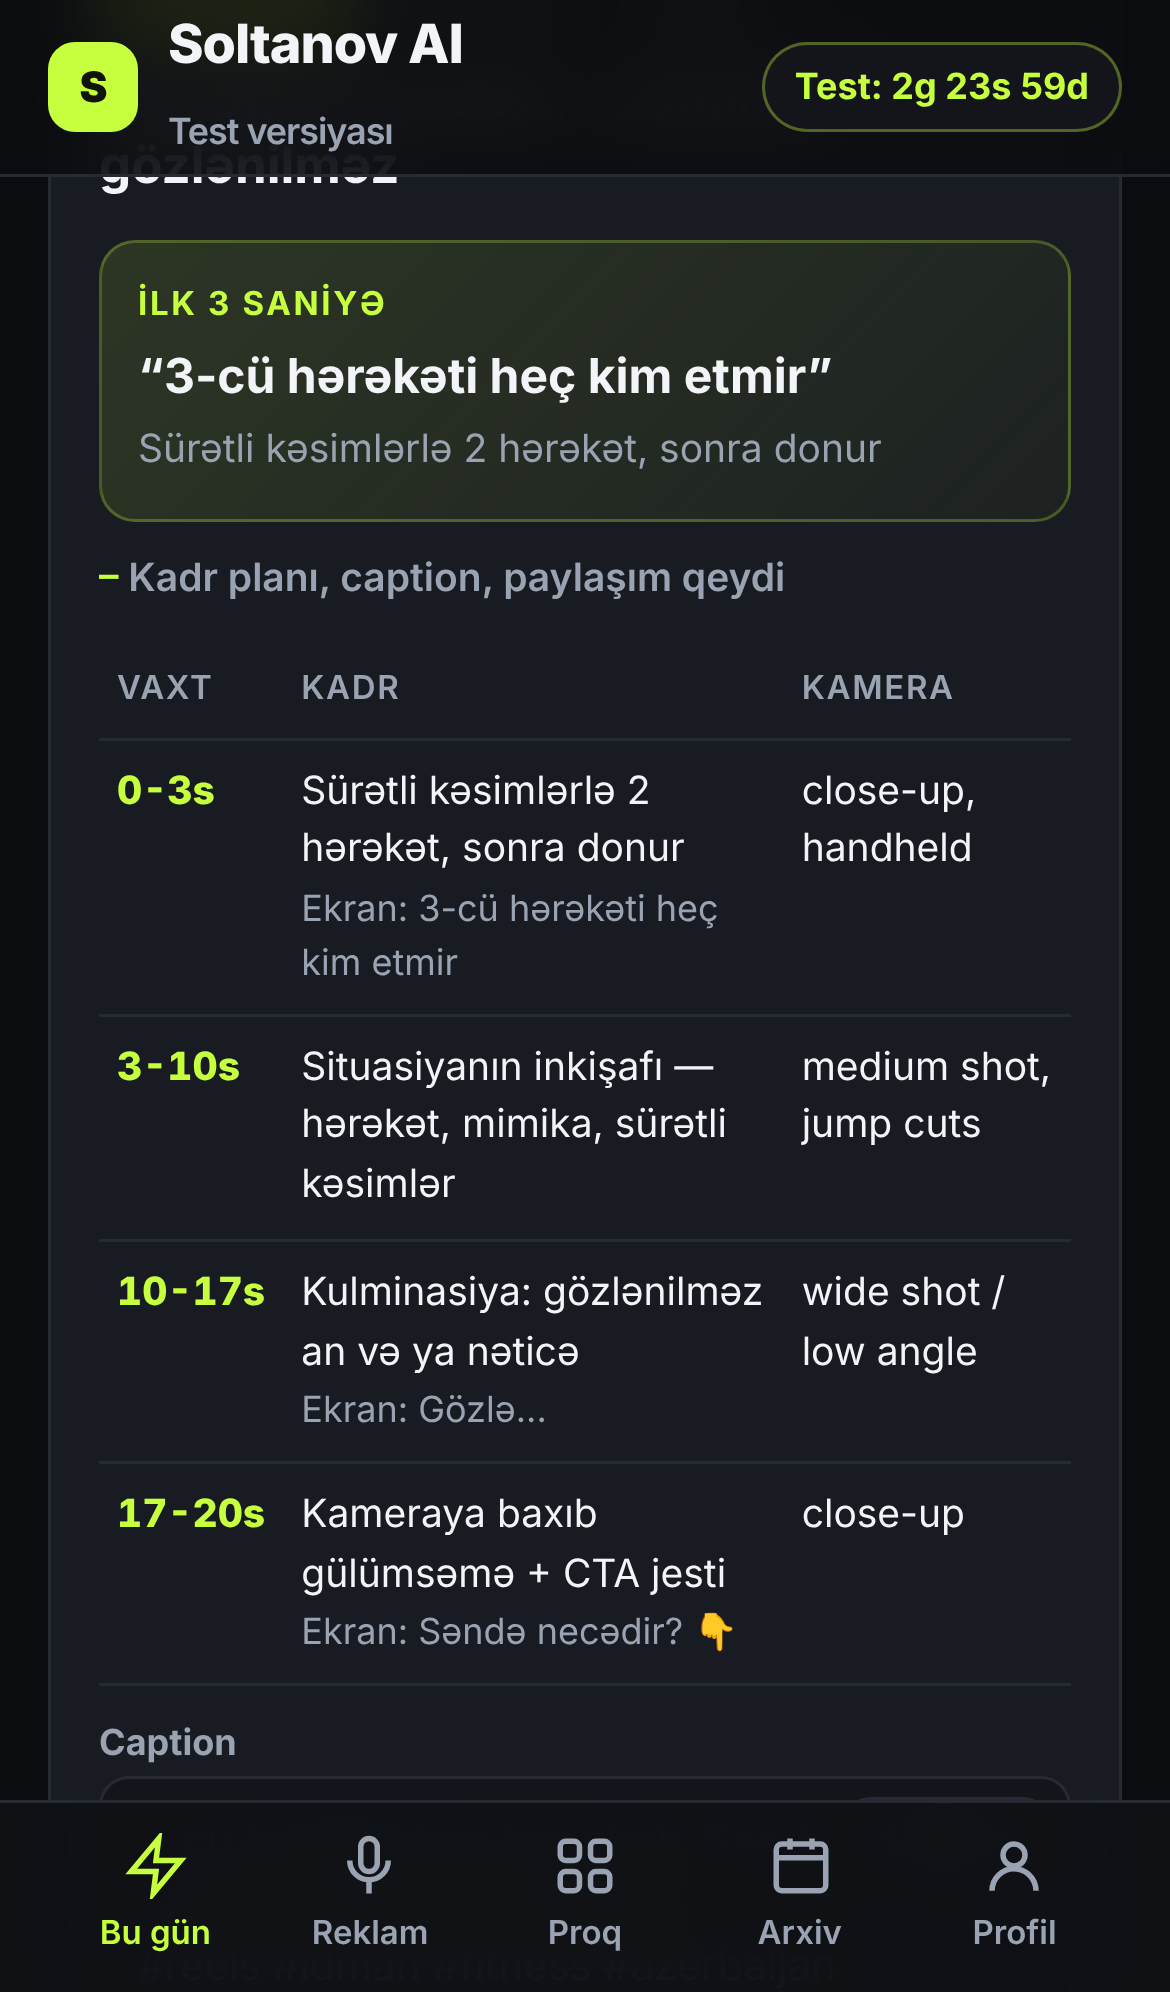 S
Soltanov AI
Test versiyası
Test: 2g 23s 59d
gözlənilməz
İLK 3 SANİYƏ
“3-cü hərəkəti heç kim etmir”
Sürətli kəsimlərlə 2 hərəkət, sonra donur
– Kadr planı, caption, paylaşım qeydi
VAXT KADR KAMERA
0-3s Sürətli kəsimlərlə 2 close-up,
hərəkət, sonra donur handheld
Ekran: 3-cü hərəkəti heç
kim etmir
3-10s Situasiyanın inkişafı — medium shot,
hərəkət, mimika, sürətli jump cuts
kəsimlər
10-17s Kulminasiya: gözlənilməz wide shot /
an və ya nəticə low angle
Ekran: Gözlə...
17-20s Kameraya baxıb close-up
gülümsəmə + CTA jesti
Ekran: Səndə necədir? 👇
Caption
Bu gün Reklam Proq Arxiv Profil
#reels #idman #fitness #azerbaijan